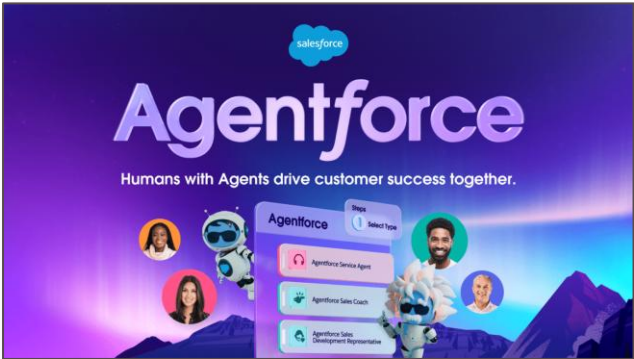 salesforce
Agentforce
Humans with Agents drive customer success together.
Agentforce
Steps
1 Select Type
Agentforce Service Agent
Agentforce Sales Coach
Agentforce Sales
Development Representative